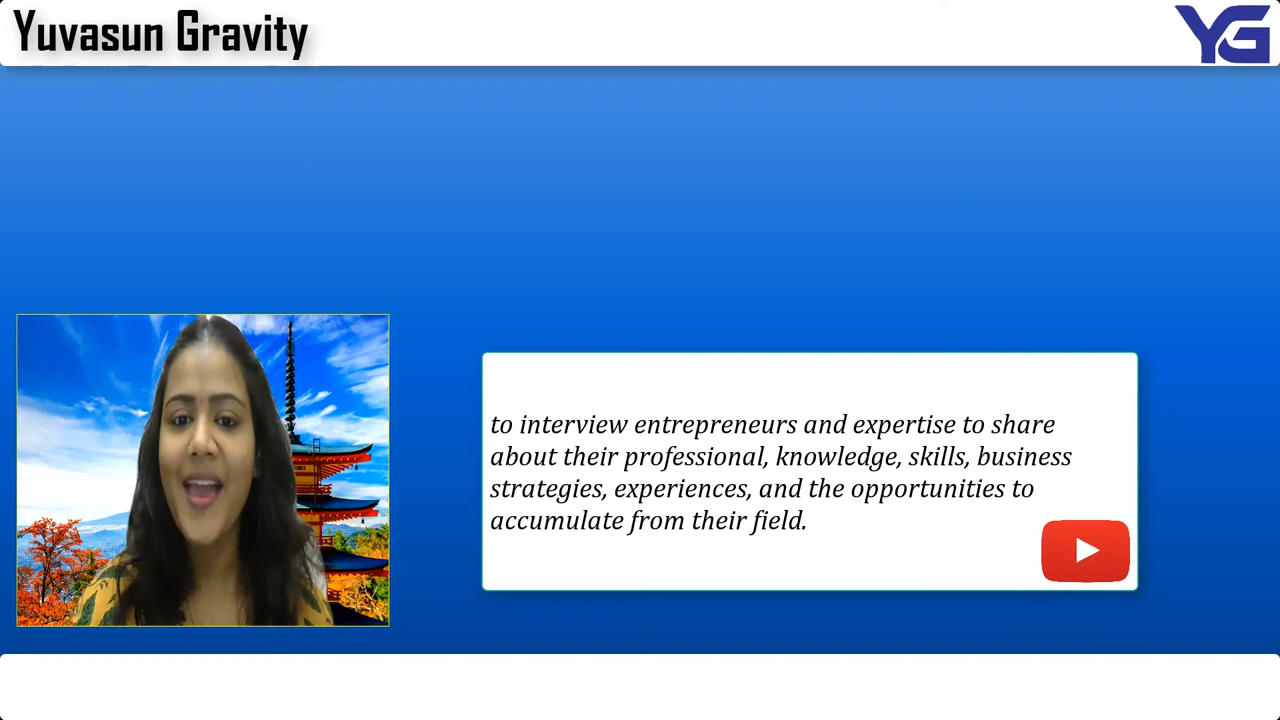 Yuvasun Gravity
YG
to interview entrepreneurs and expertise to share
about their professional, knowledge, skills, business
strategies, experiences, and the opportunities to
accumulate from their field.